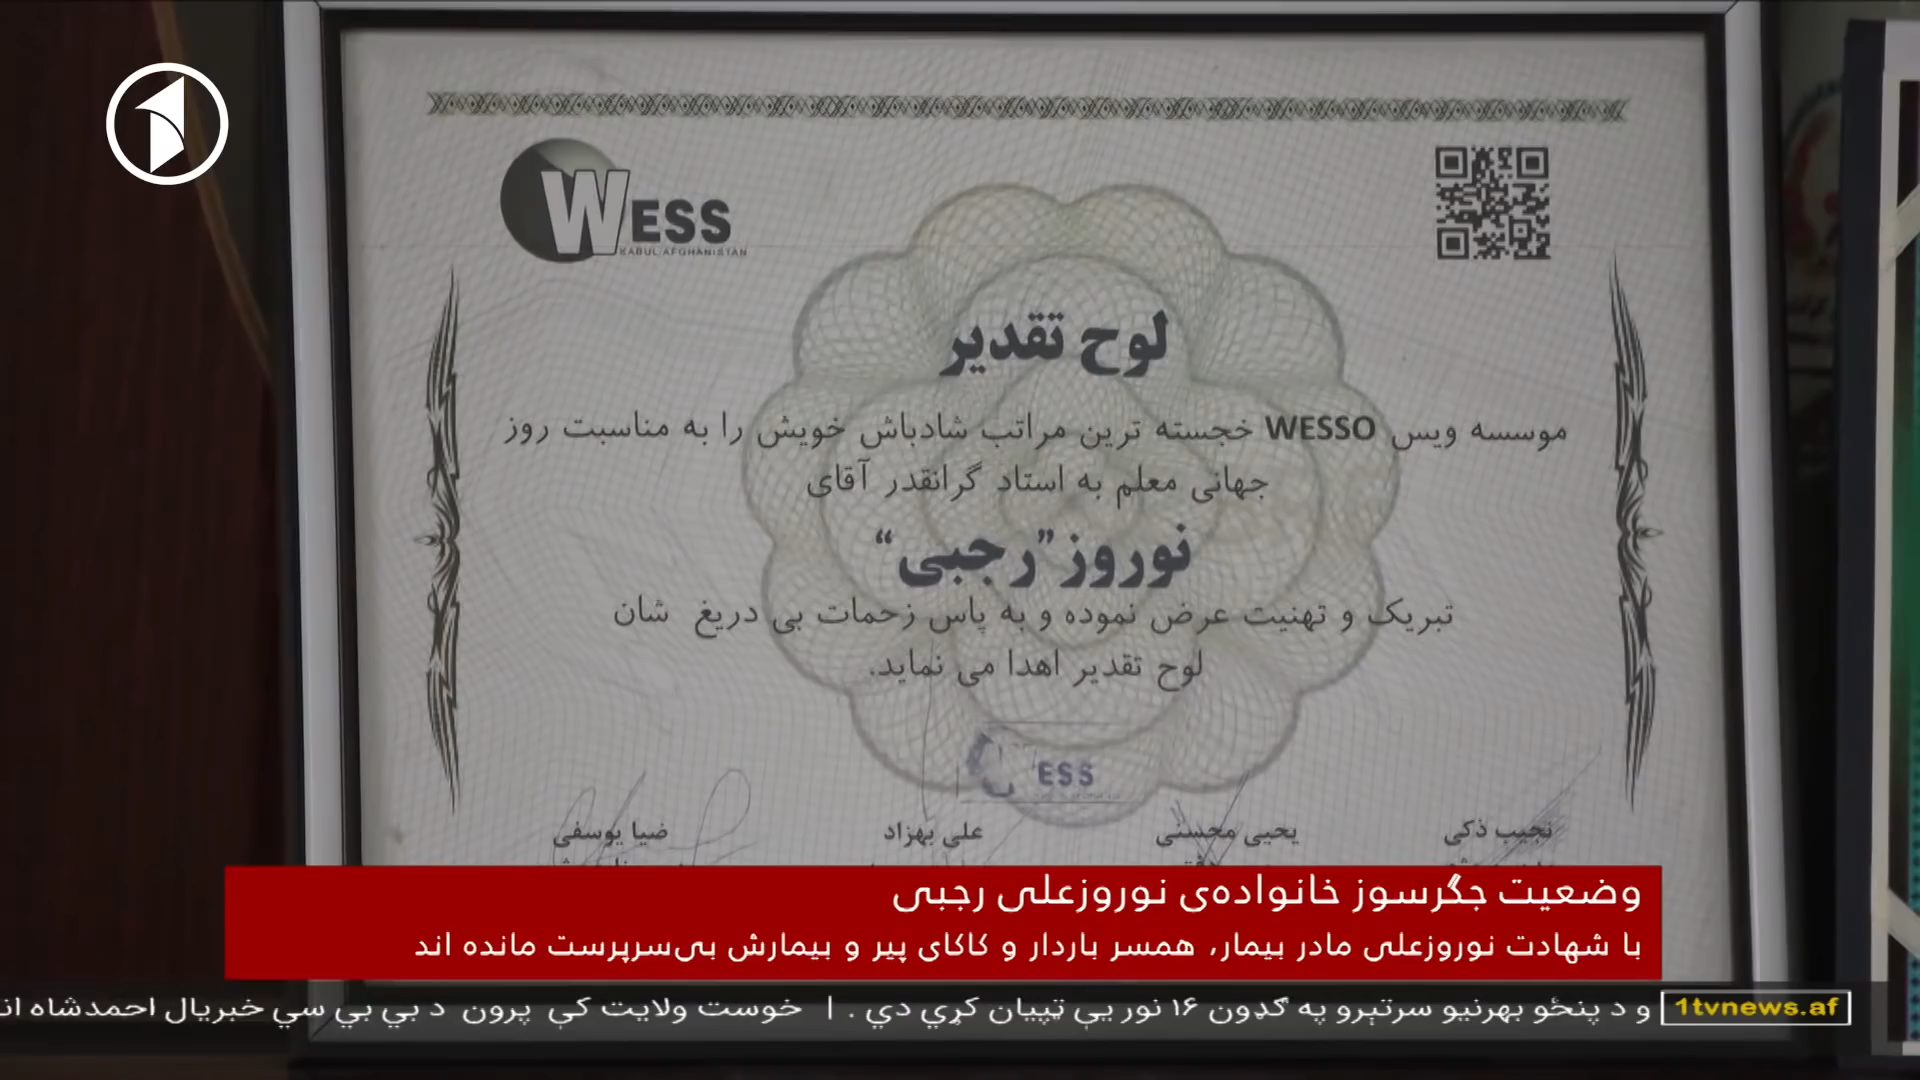 WESS
KABUL AFGHANISTAN
لوح تقدیر
موسسه ویس WESSO خجسته ترین مراتب شادباش خویش را به مناسبت روز
جهانی معلم به استاد گرانقدر آقای
نوروز"رجبی"
تبریک و تهنیت عرض نموده و به پاس زحمات بی دریغ شان
لوح تقدیر اهدا می نماید.
ESS
نجیب ذکی یحیی محسنی علی بهزاد ضیا یوسفی
وضعیت جگرسوز خانواده‌ی نوروزعلی رجبی
با شهادت نوروزعلی مادر بیمار، همسر باردار و کاکای پیر و بیمارش بی‌سرپرست مانده اند
1tvnews.af و د پنځو بهرنیو سرتېرو په ګډون ۱۶ نور یې ټپیان کړي دي . | خوست ولایت کې پرون د بي بي سي خبریال احمدشاه